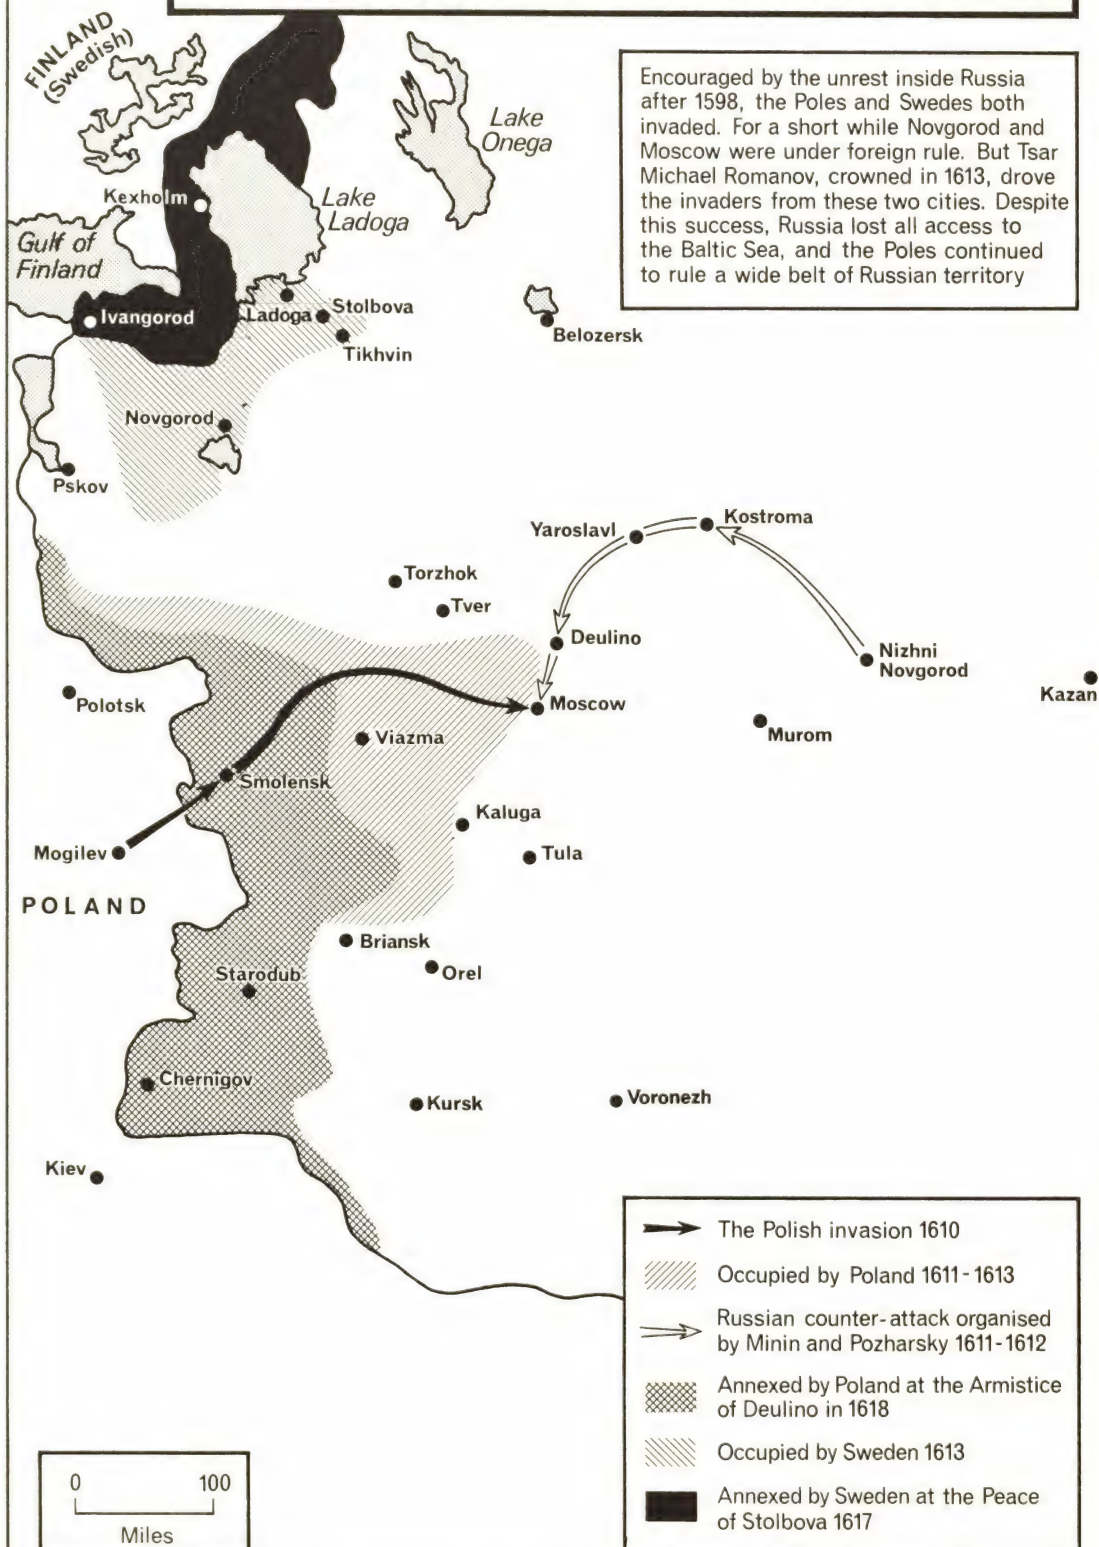 FINLAND
(Swedish)
Lake
Onega
Encouraged by the unrest inside Russia
after 1598, the Poles and Swedes both
invaded. For a short while Novgorod and
Moscow were under foreign rule. But Tsar
Michael Romanov, crowned in 1613, drove
the invaders from these two cities. Despite
this success, Russia lost all access to
the Baltic Sea, and the Poles continued
to rule a wide belt of Russian territory
Kexholm
Lake
Ladoga
Gulf of
Finland
Ivangorod
Ladoga
Stolbova
Tikhvin
Belozersk
Novgorod
Pskov
Yaroslavl
Kostroma
Torzhok
Tver
Deulino
Nizhni
Novgorod
Kazan
Polotsk
Moscow
Murom
Viazma
Smolensk
Kaluga
Mogilev
Tula
POLAND
Briansk
Orel
Starodub
Chernigov
Kursk
Voronezh
Kiev
The Polish invasion 1610
Occupied by Poland 1611-1613
Russian counter-attack organised
by Minin and Pozharsky 1611-1612
Annexed by Poland at the Armistice
of Deulino in 1618
Occupied by Sweden 1613
Annexed by Sweden at the Peace
of Stolbova 1617
0 100
Miles